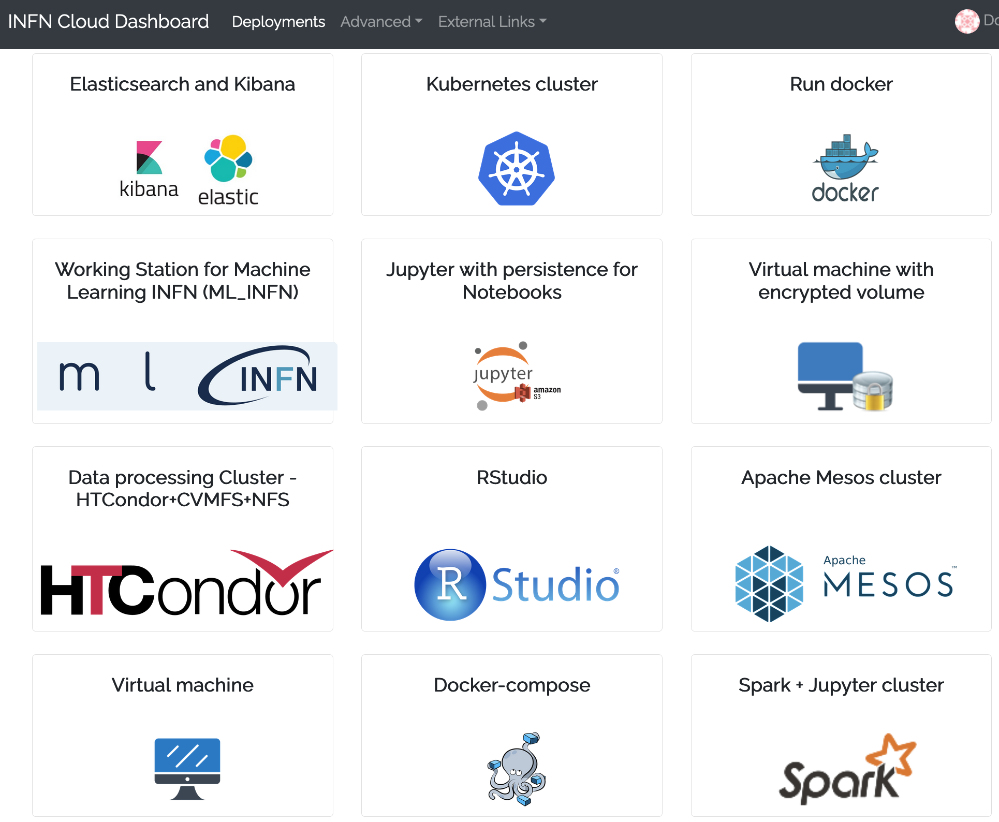 INFN Cloud Dashboard Deployments Advanced External Links Do
Elasticsearch and Kibana
kibana
elastic
Kubernetes cluster
Run docker
docker
Working Station for Machine
Learning INFN (ML_INFN)
m l INFN
Jupyter with persistence for
Notebooks
jupyter
amazon
S3
Virtual machine with
encrypted volume
Data processing Cluster -
HTCondor+CVMFS+NFS
HTCondor
RStudio
R Studio®
Apache Mesos cluster
Apache
MESOS™
Virtual machine
Docker-compose
Spark + Jupyter cluster
Spark